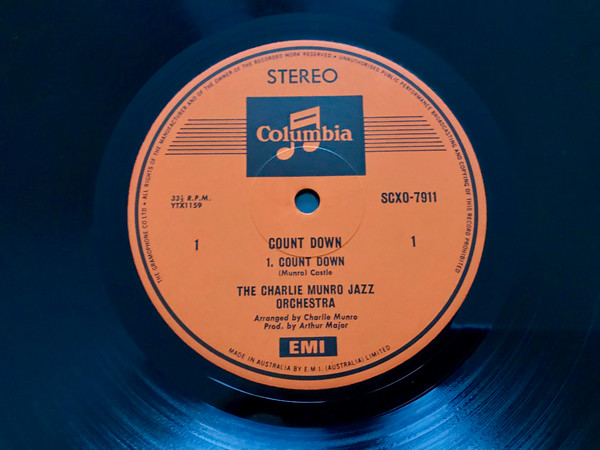 THE GRAMOPHONE CO LTD • ALL RIGHTS OF THE MANUFACTURER AND OF THE OWNER OF THE RECORDED WORK RESERVED • UNAUTHORISED PUBLIC PERFORMANCE BROADCASTING AND COPYING OF THIS RECORD PROHIBITED
STEREO
Columbia
33⅓ R.P.M.
YTX1159
SCXO-7911
1
COUNT DOWN
1
1. COUNT DOWN
(Munro) Castle
THE CHARLIE MUNRO JAZZ
ORCHESTRA
Arranged by Charlie Munro
Prod. by Arthur Major
EMI
MADE IN AUSTRALIA BY E.M.I. (AUSTRALIA) LIMITED